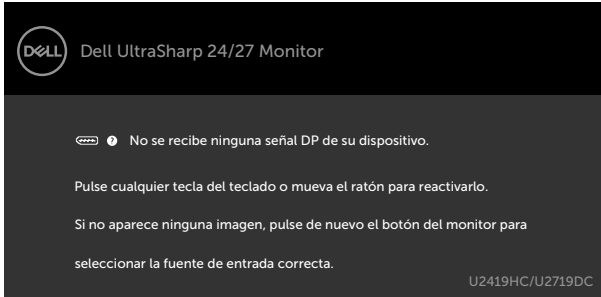 DELL
Dell UltraSharp 24/27 Monitor
? No se recibe ninguna señal DP de su dispositivo.
Pulse cualquier tecla del teclado o mueva el ratón para reactivarlo.
Si no aparece ninguna imagen, pulse de nuevo el botón del monitor para
seleccionar la fuente de entrada correcta.
U2419HC/U2719DC